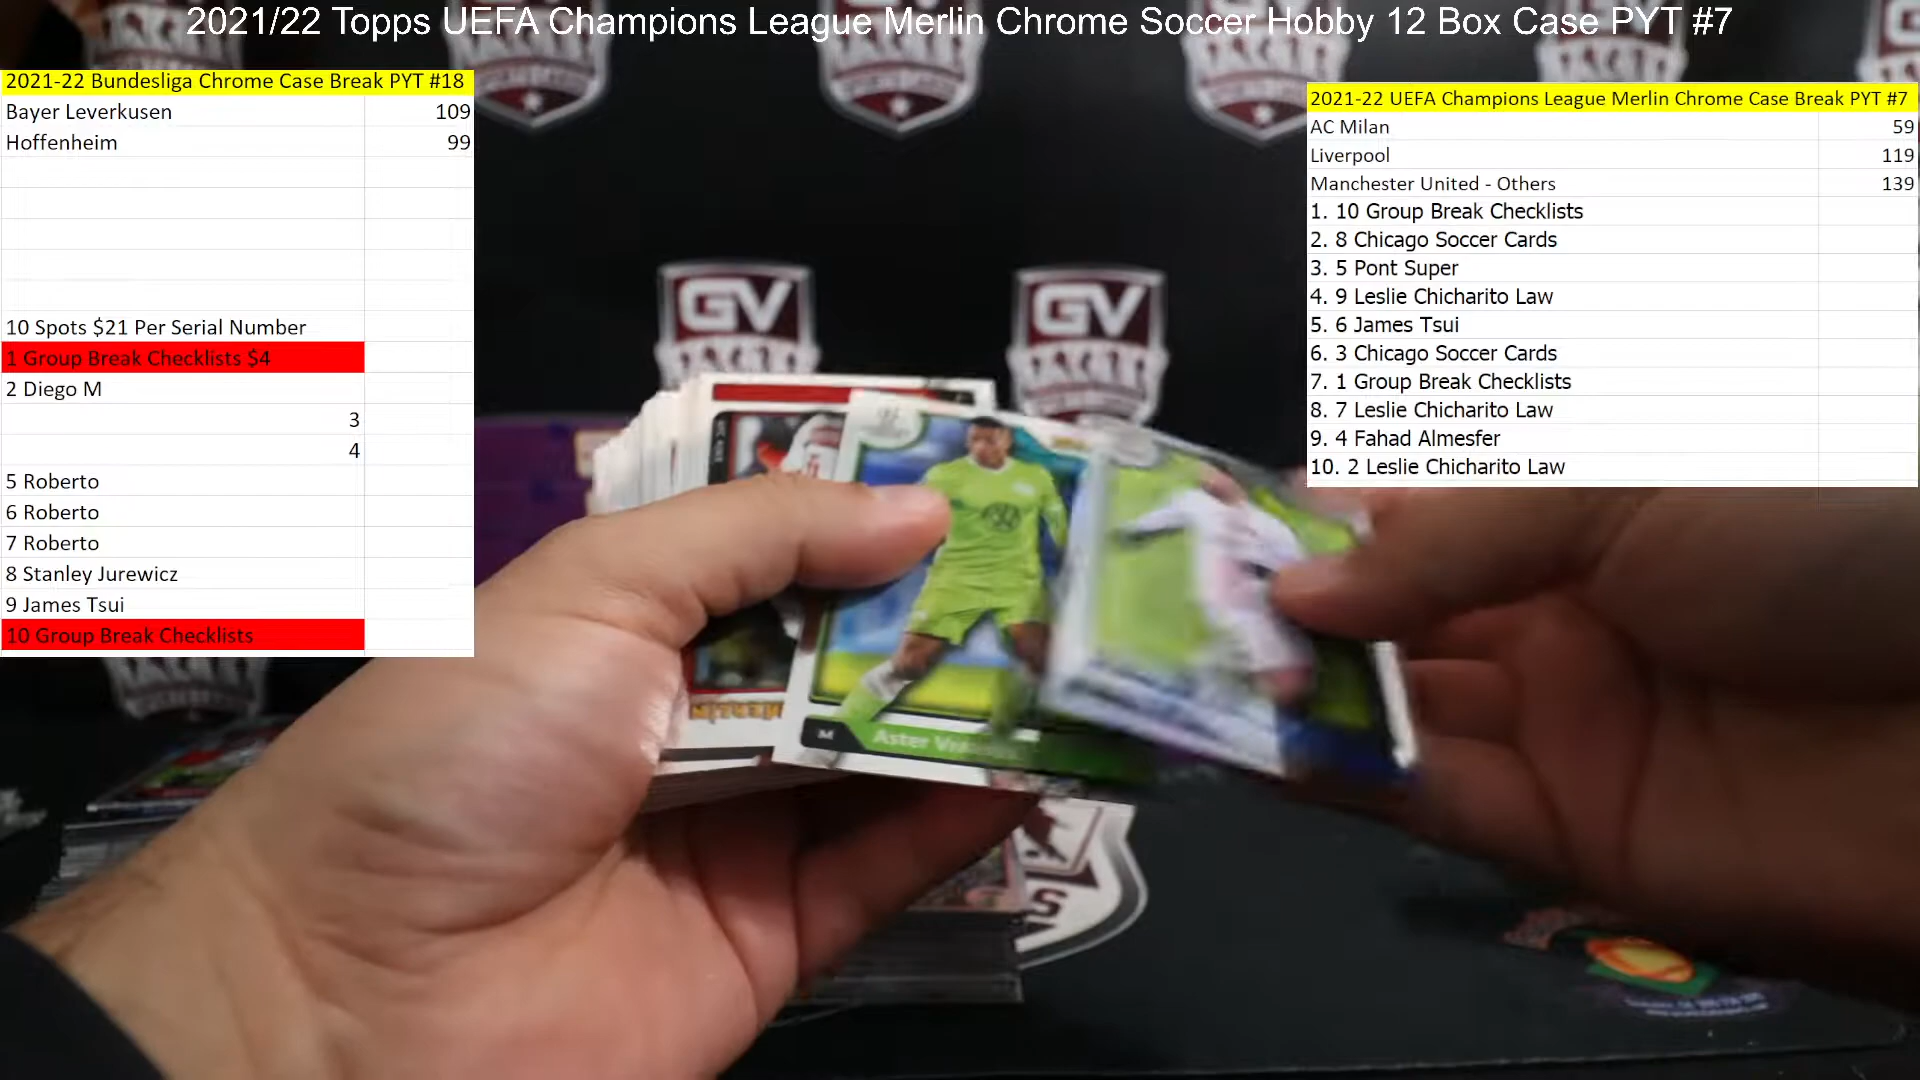 2021/22 Topps UEFA Champions League Merlin Chrome Soccer Hobby 12 Box Case PYT #7
2021-22 Bundesliga Chrome Case Break PYT #18
Bayer Leverkusen 109
Hoffenheim 99
10 Spots $21 Per Serial Number
1 Group Break Checklists $4
2 Diego M
3
4
5 Roberto
6 Roberto
7 Roberto
8 Stanley Jurewicz
9 James Tsui
10 Group Break Checklists
2021-22 UEFA Champions League Merlin Chrome Case Break PYT #7
AC Milan 59
Liverpool 119
Manchester United - Others 139
1. 10 Group Break Checklists
2. 8 Chicago Soccer Cards
3. 5 Pont Super
4. 9 Leslie Chicharito Law
5. 6 James Tsui
6. 3 Chicago Soccer Cards
7. 1 Group Break Checklists
8. 7 Leslie Chicharito Law
9. 4 Fahad Almesfer
10. 2 Leslie Chicharito Law
GV
GV
MERLIN
M Aster
S